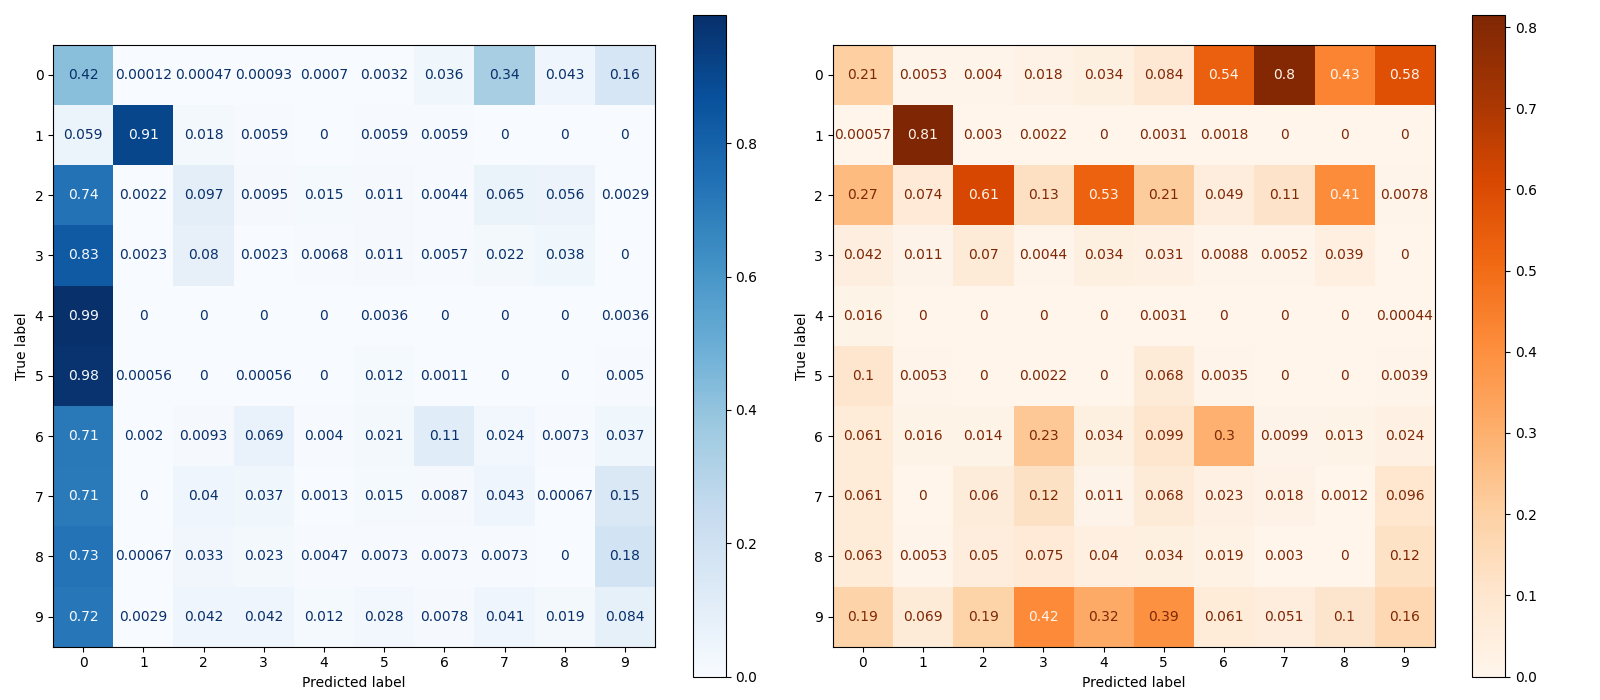 0 0.42 0.00012 0.00047 0.00093 0.0007 0.0032 0.036 0.34 0.043 0.16
1 0.059 0.91 0.018 0.0059 0 0.0059 0.0059 0 0 0
2 0.74 0.0022 0.097 0.0095 0.015 0.011 0.0044 0.065 0.056 0.0029
3 0.83 0.0023 0.08 0.0023 0.0068 0.011 0.0057 0.022 0.038 0
4 0.99 0 0 0 0 0.0036 0 0 0 0.0036
5 0.98 0.00056 0 0.00056 0 0.012 0.0011 0 0 0.005
6 0.71 0.002 0.0093 0.069 0.004 0.021 0.11 0.024 0.0073 0.037
7 0.71 0 0.04 0.037 0.0013 0.015 0.0087 0.043 0.00067 0.15
8 0.73 0.00067 0.033 0.023 0.0047 0.0073 0.0073 0.0073 0 0.18
9 0.72 0.0029 0.042 0.042 0.012 0.028 0.0078 0.041 0.019 0.084
0 1 2 3 4 5 6 7 8 9
Predicted label
True label
0.8
0.6
0.4
0.2
0.0
0 0.21 0.0053 0.004 0.018 0.034 0.084 0.54 0.8 0.43 0.58
1 0.00057 0.81 0.003 0.0022 0 0.0031 0.0018 0 0 0
2 0.27 0.074 0.61 0.13 0.53 0.21 0.049 0.11 0.41 0.0078
3 0.042 0.011 0.07 0.0044 0.034 0.031 0.0088 0.0052 0.039 0
4 0.016 0 0 0 0 0.0031 0 0 0 0.00044
5 0.1 0.0053 0 0.0022 0 0.068 0.0035 0 0 0.0039
6 0.061 0.016 0.014 0.23 0.034 0.099 0.3 0.0099 0.013 0.024
7 0.061 0 0.06 0.12 0.011 0.068 0.023 0.018 0.0012 0.096
8 0.063 0.0053 0.05 0.075 0.04 0.034 0.019 0.003 0 0.12
9 0.19 0.069 0.19 0.42 0.32 0.39 0.061 0.051 0.1 0.16
0 1 2 3 4 5 6 7 8 9
Predicted label
True label
0.8
0.7
0.6
0.5
0.4
0.3
0.2
0.1
0.0